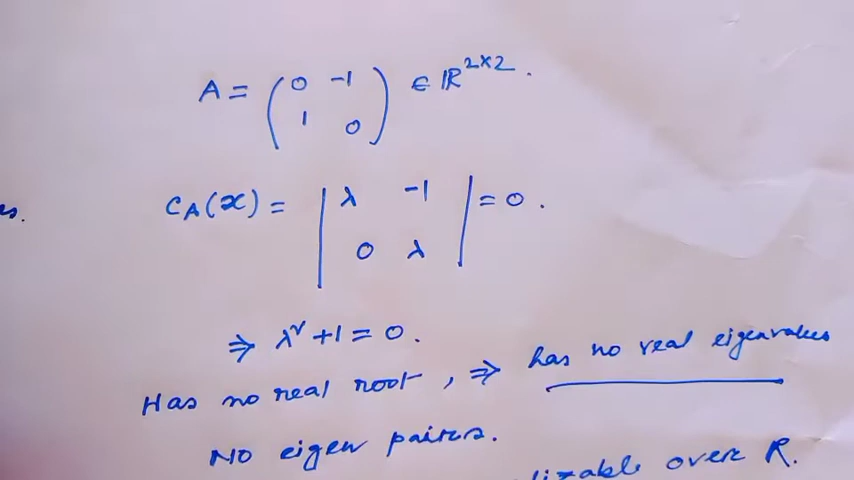 A = ( 0 -1
1 0 ) ∈ ℝ^{2×2}.
C_A(x) = | λ -1
0 λ | = 0.
⇒ λ² + 1 = 0.
Has no real root, ⇒ has no real eigenvalues
NO eigen pairs.
over R.